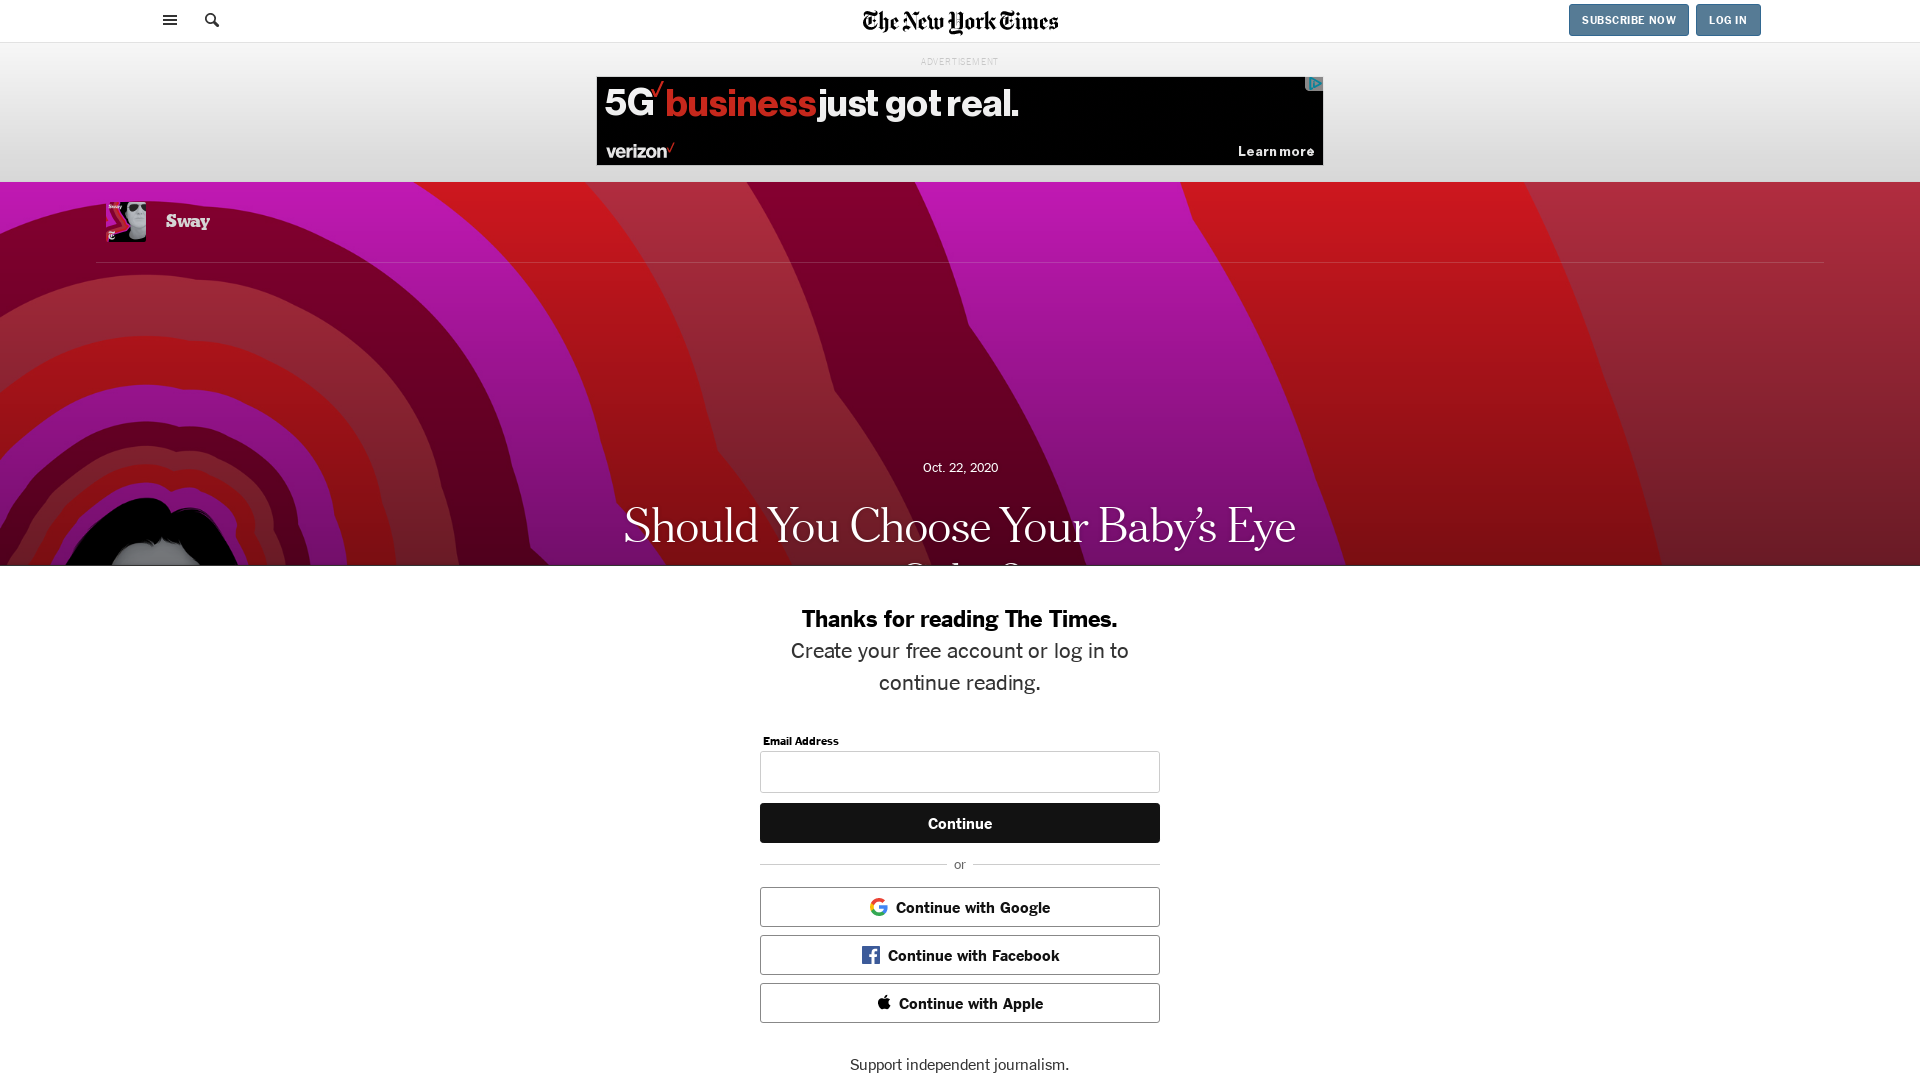 The New York Times
SUBSCRIBE NOW
LOG IN
ADVERTISEMENT
5G business just got real.
verizon
Learn more
Sway
Oct. 22, 2020
Should You Choose Your Baby's Eye
Thanks for reading The Times.
Create your free account or log in to
continue reading.
Email Address
Continue
or
Continue with Google
Continue with Facebook
Continue with Apple
Support independent journalism.